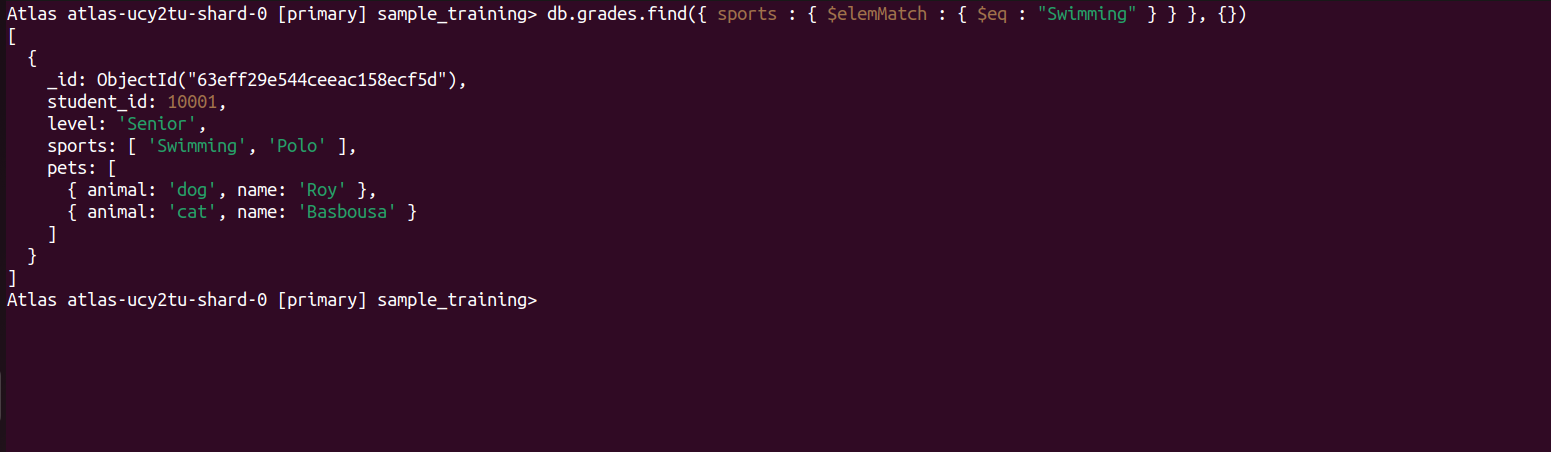 Atlas atlas-ucy2tu-shard-0 [primary] sample_training> db.grades.find({ sports : { $elemMatch : { $eq : "Swimming" } } }, {})
[
  {
    _id: ObjectId("63eff29e544ceeac158ecf5d"),
    student_id: 10001,
    level: 'Senior',
    sports: [ 'Swimming', 'Polo' ],
    pets: [
      { animal: 'dog', name: 'Roy' },
      { animal: 'cat', name: 'Basbousa' }
    ]
  }
]
Atlas atlas-ucy2tu-shard-0 [primary] sample_training>